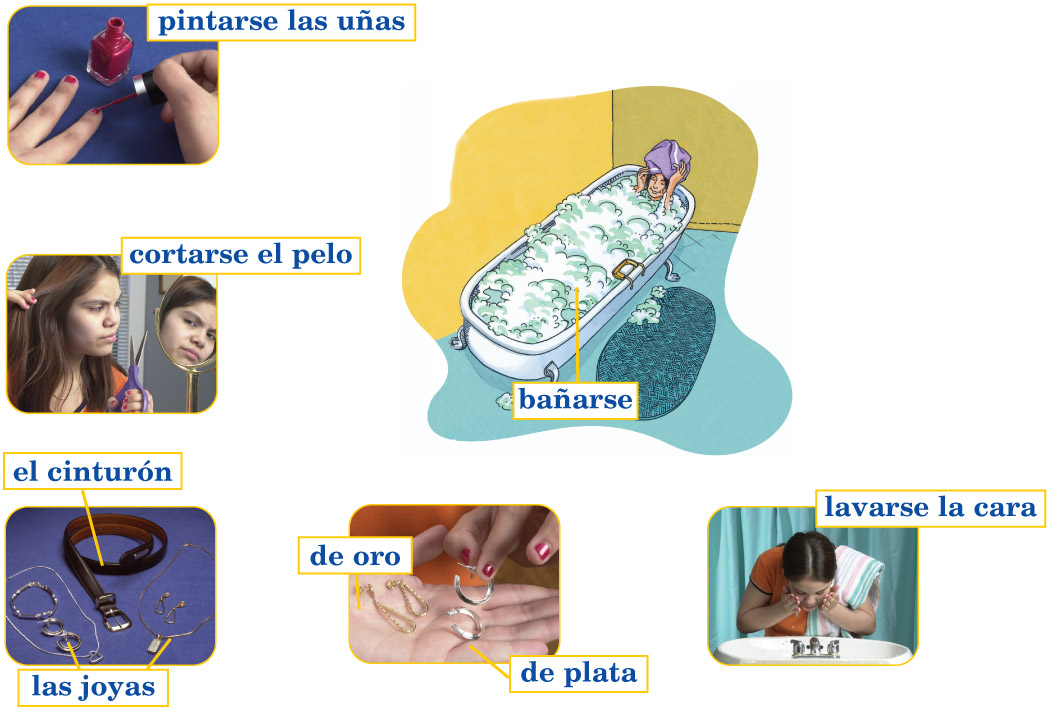 pintarse las uñas
cortarse el pelo
bañarse
el cinturón
las joyas
de oro
de plata
lavarse la cara